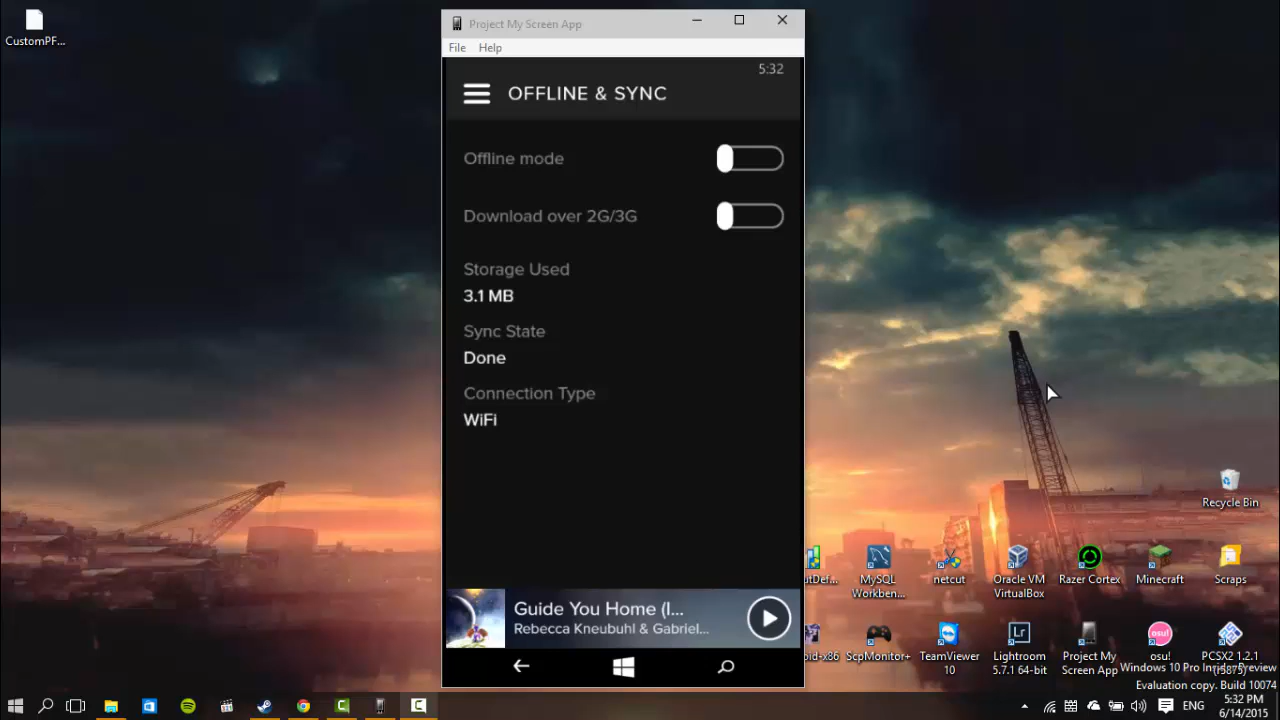 CustomPF...
Project My Screen App
File Help
5:32
OFFLINE & SYNC
Offline mode
Download over 2G/3G
Storage Used
3.1 MB
Sync State
Done
Connection Type
WiFi
Guide You Home (I...
Rebecca Kneubuhl & Gabriel...
Recycle Bin
MySQL
Workben...
netcut
Oracle VM
VirtualBox
Razer Cortex
Minecraft
Scraps
ScpMonitor+
TeamViewer
10
Lightroom
5.7.1 64-bit
Project My
Screen App
osu!
PCSX2 1.2.1
Windows 10 Pro Insider Preview
Evaluation copy. Build 10074
ENG
5:32 PM
6/14/2015